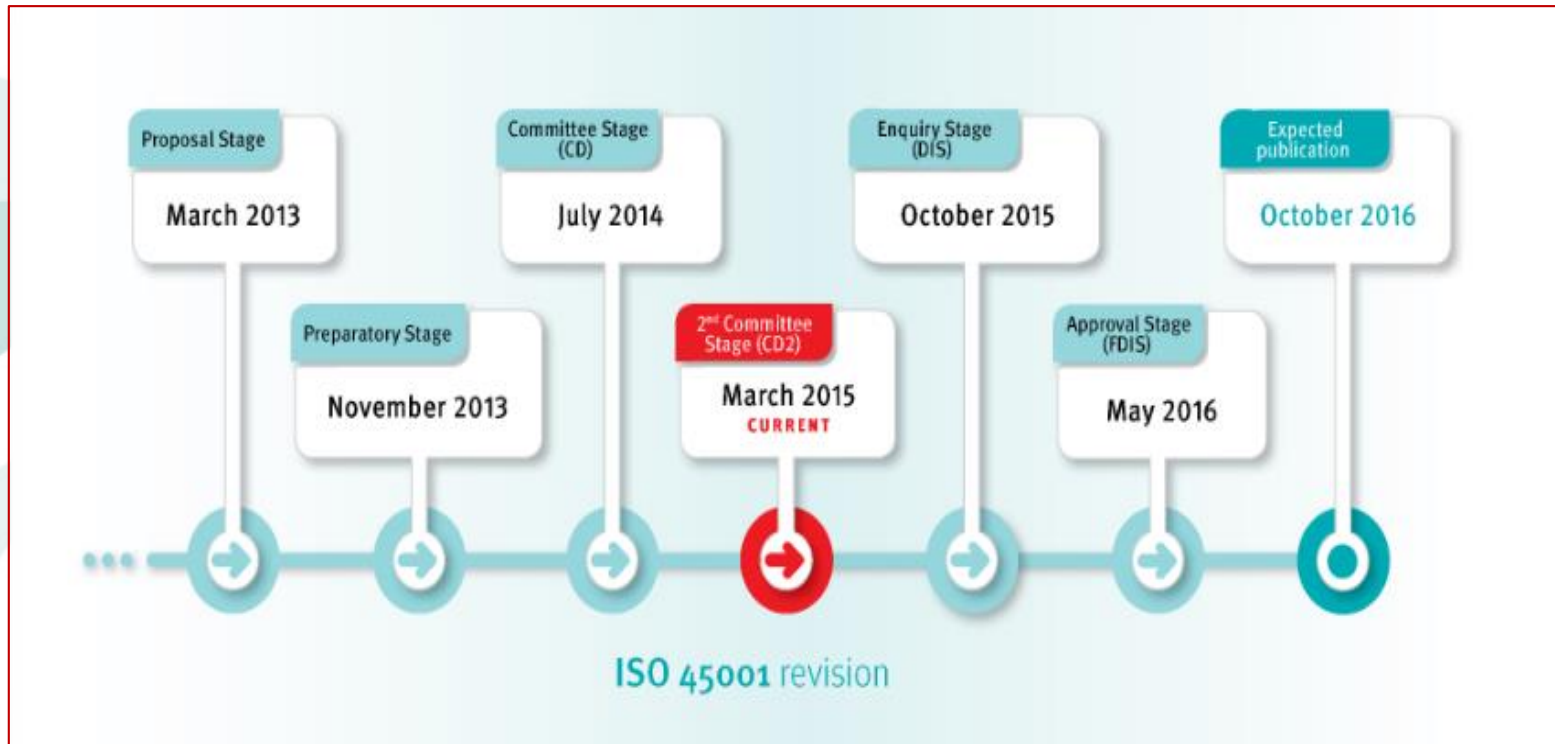 Proposal Stage
March 2013
Preparatory Stage
November 2013
Committee Stage
(CD)
July 2014
2nd Committee
Stage (CD2)
March 2015
CURRENT
Enquiry Stage
(DIS)
October 2015
Approval Stage
(FDIS)
May 2016
Expected
publication
October 2016
ISO 45001 revision